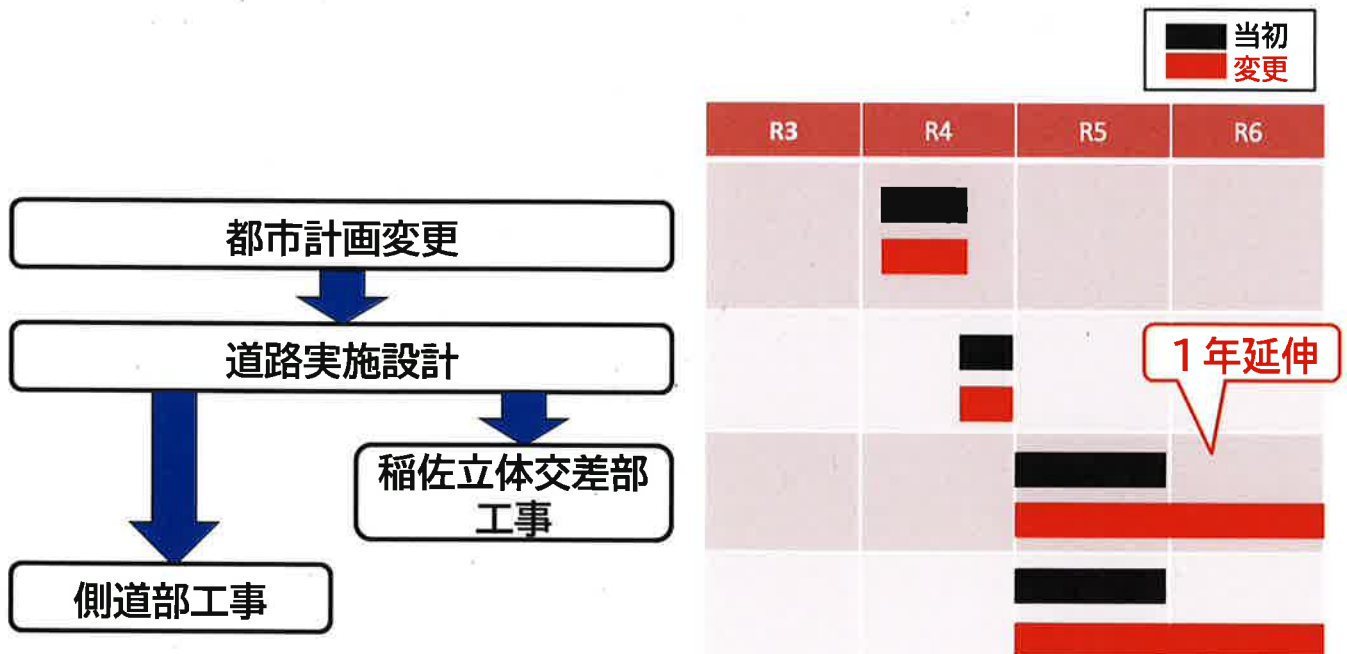 当初
変更
R3
R4
R5
R6
都市計画変更
道路実施設計
1年延伸
稲佐立体交差部
工事
側道部工事